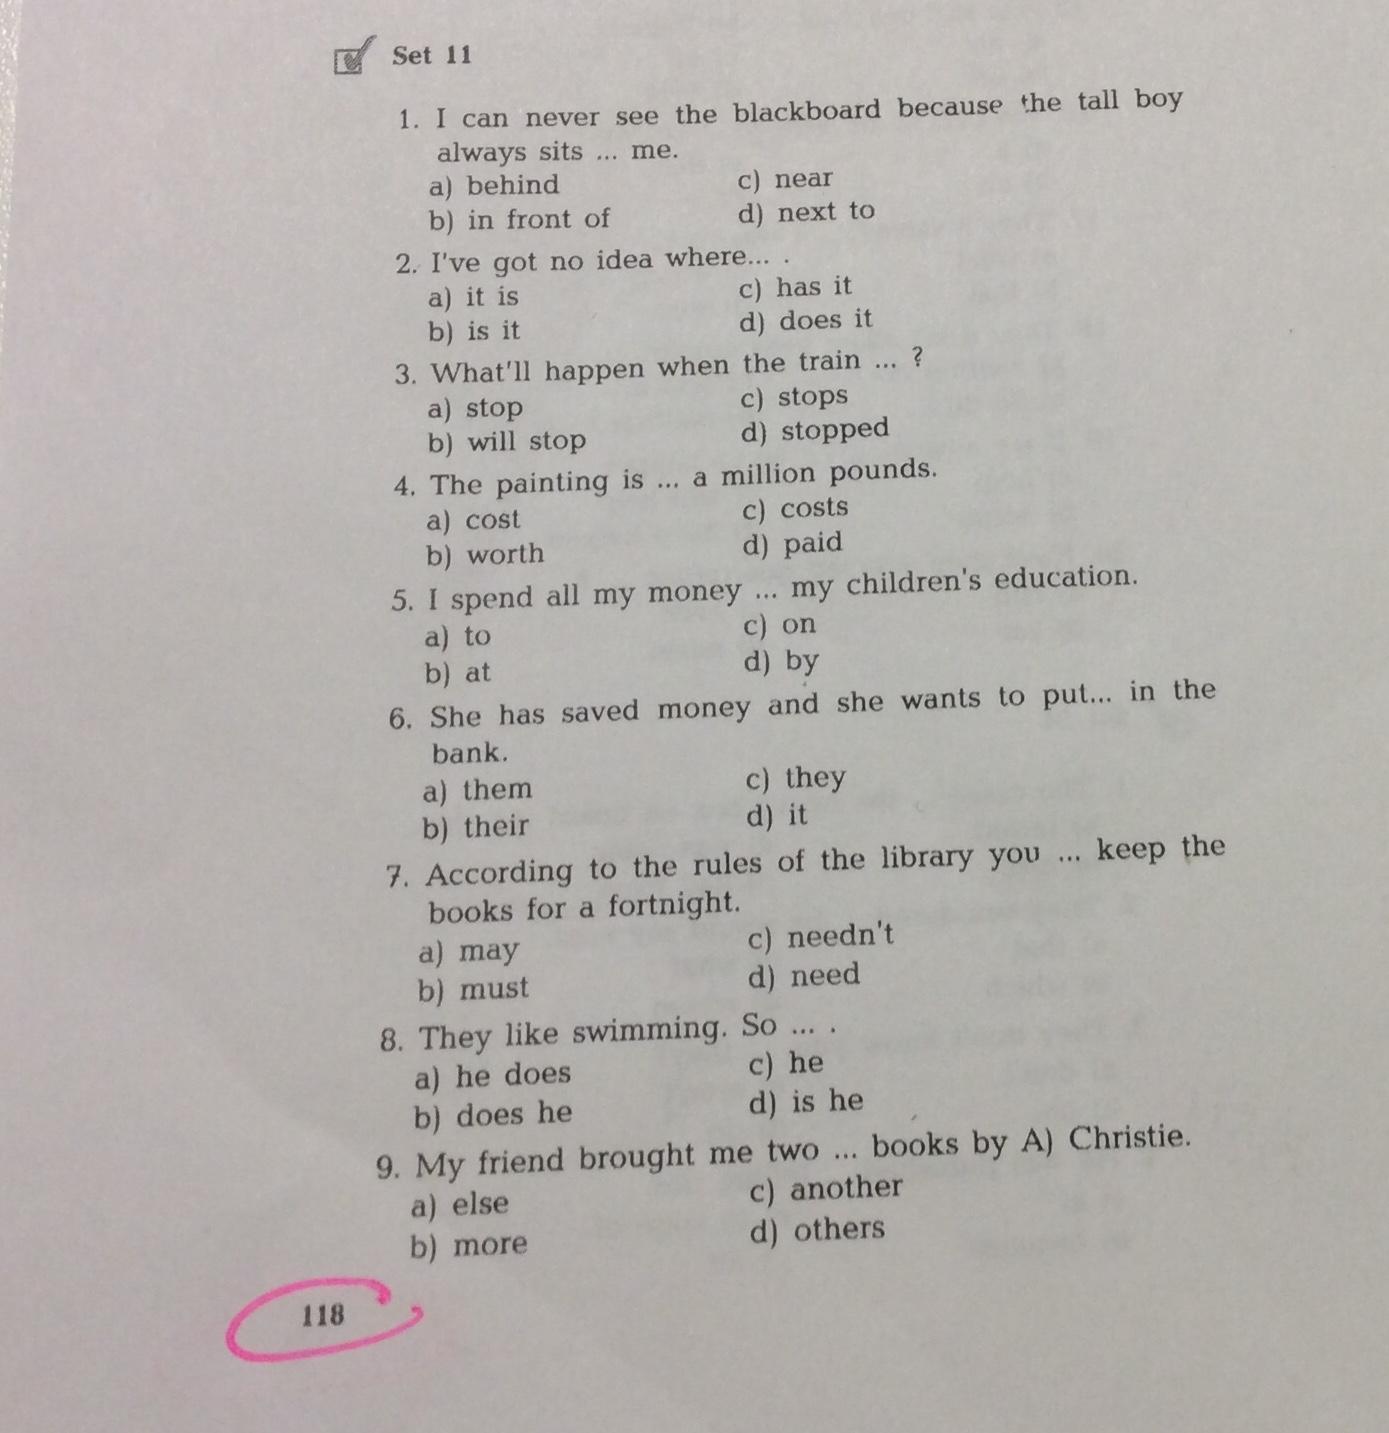 Set 11
1. I can never see the blackboard because the tall boy
always sits ... me.
a) behind c) near
b) in front of d) next to
2. I've got no idea where... .
a) it is c) has it
b) is it d) does it
3. What'll happen when the train ... ?
a) stop c) stops
b) will stop d) stopped
4. The painting is ... a million pounds.
a) cost c) costs
b) worth d) paid
5. I spend all my money ... my children's education.
a) to c) on
b) at d) by
6. She has saved money and she wants to put... in the
bank.
a) them c) they
b) their d) it
7. According to the rules of the library you ... keep the
books for a fortnight.
a) may c) needn't
b) must d) need
8. They like swimming. So ... .
a) he does c) he
b) does he d) is he
9. My friend brought me two ... books by A) Christie.
a) else c) another
b) more d) others
118